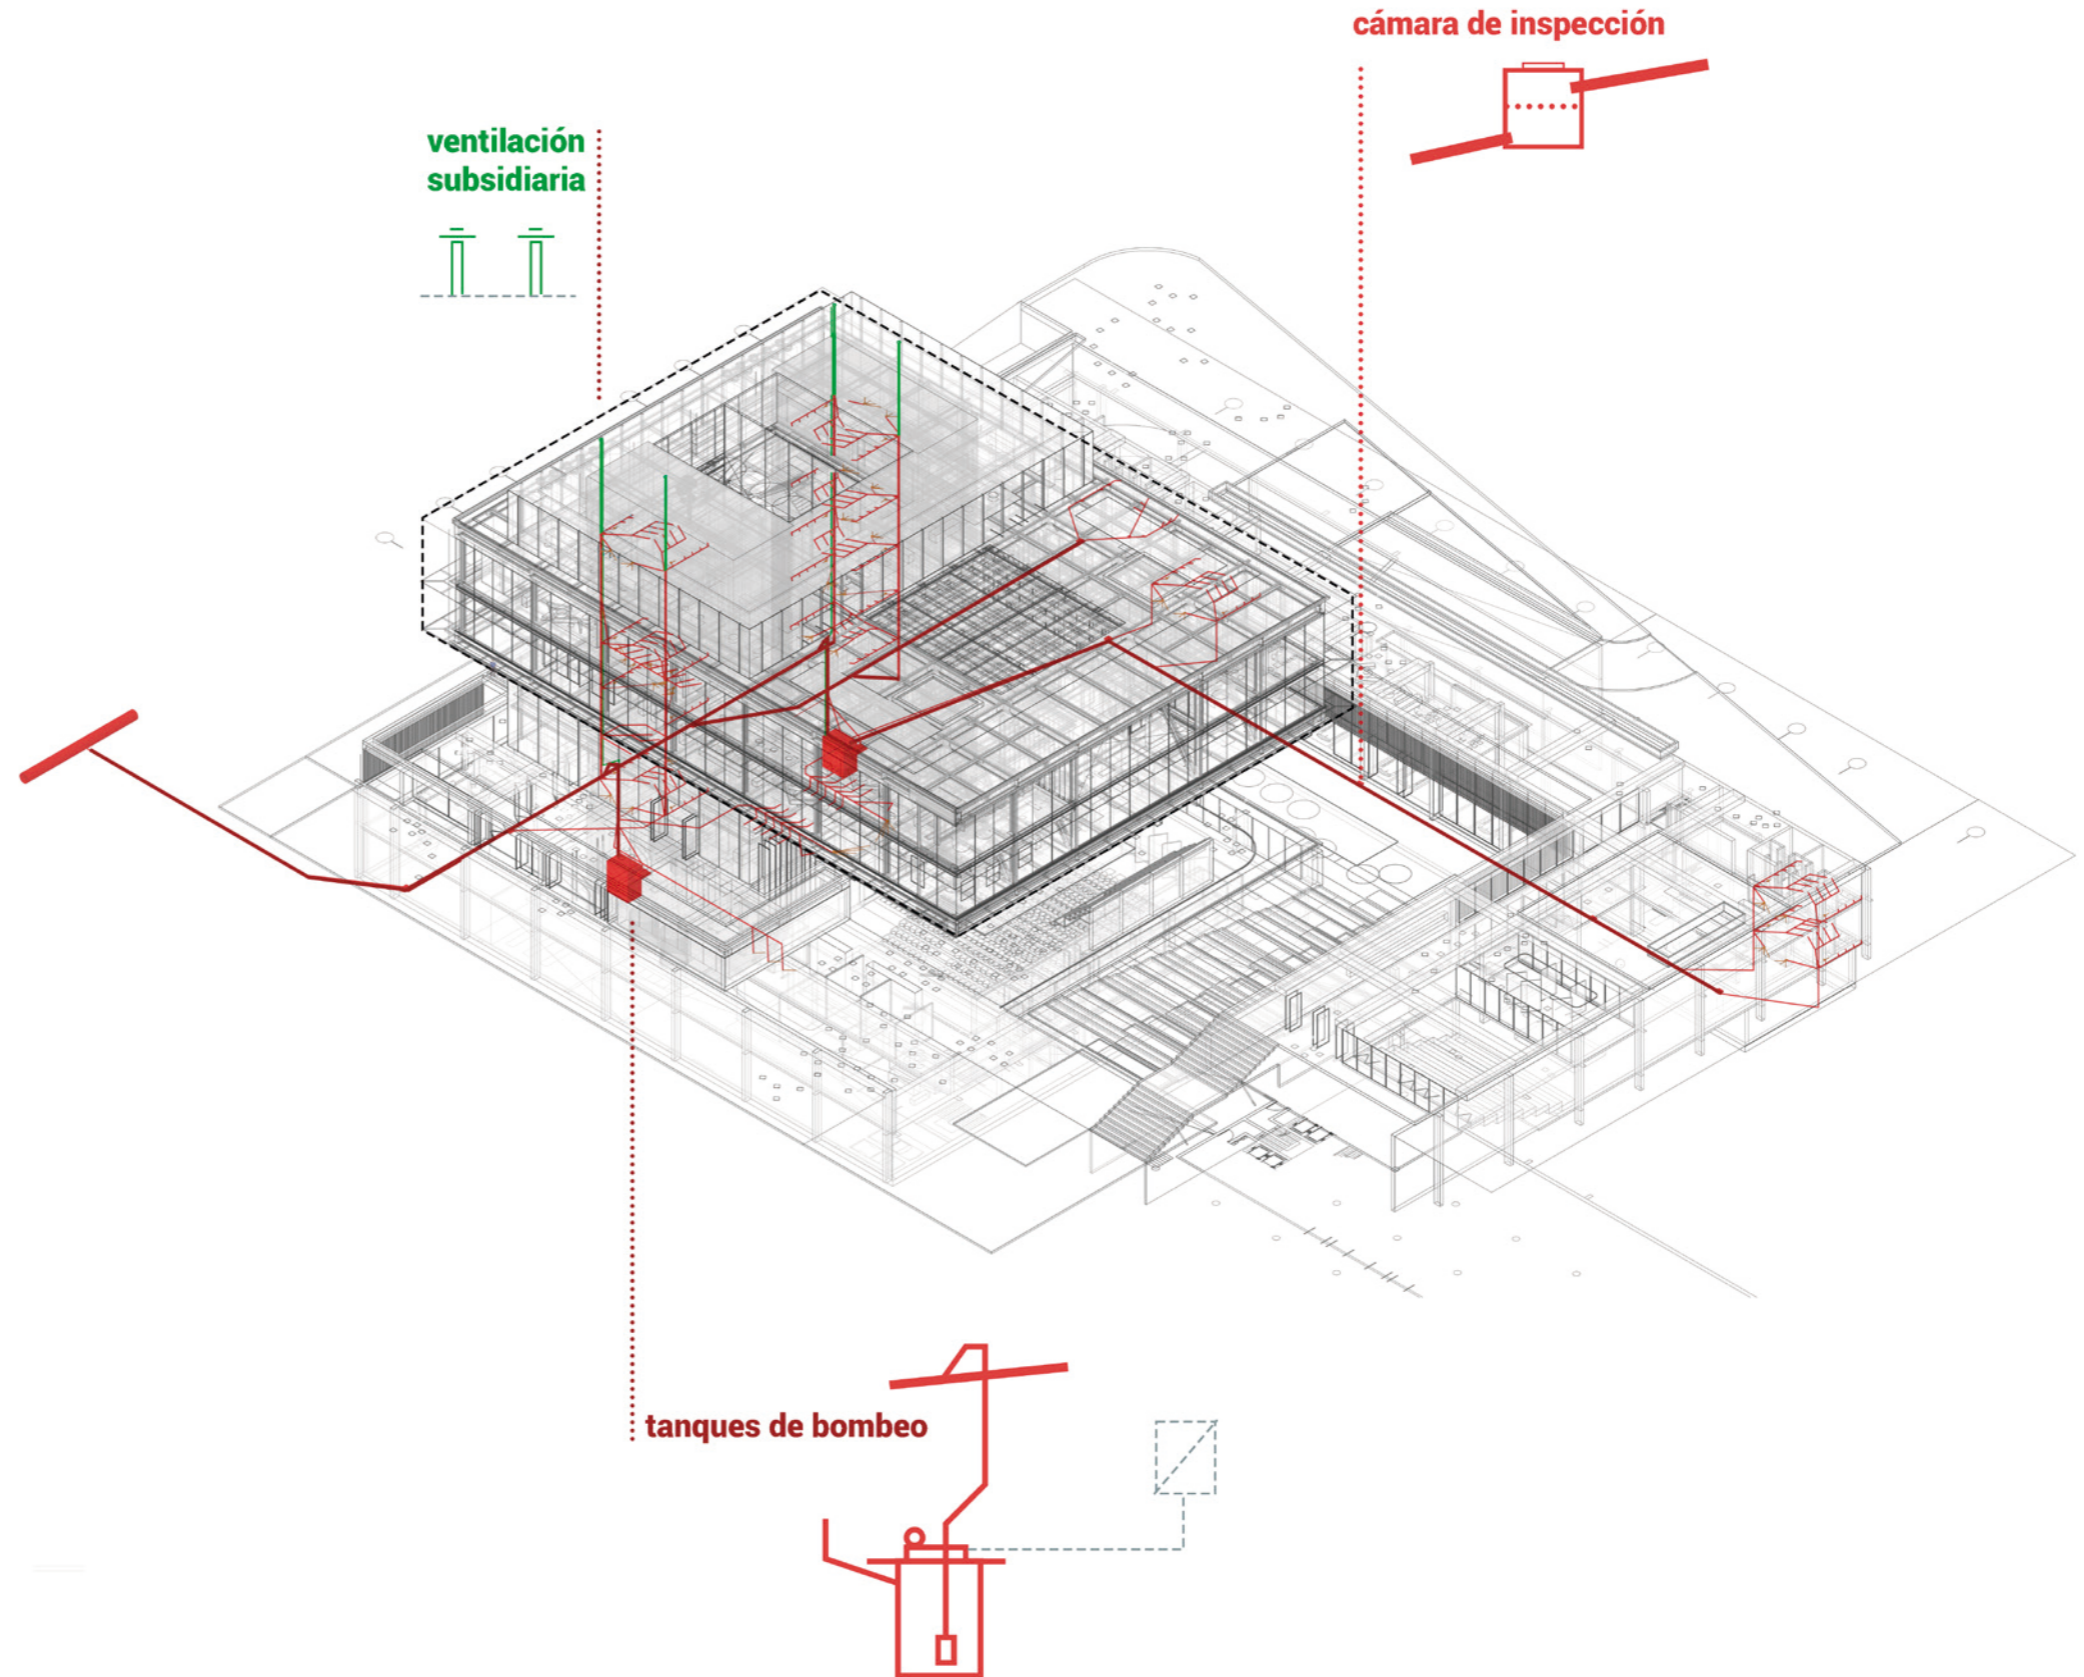 cámara de inspección
ventilación
subsidiaria
tanques de bombeo